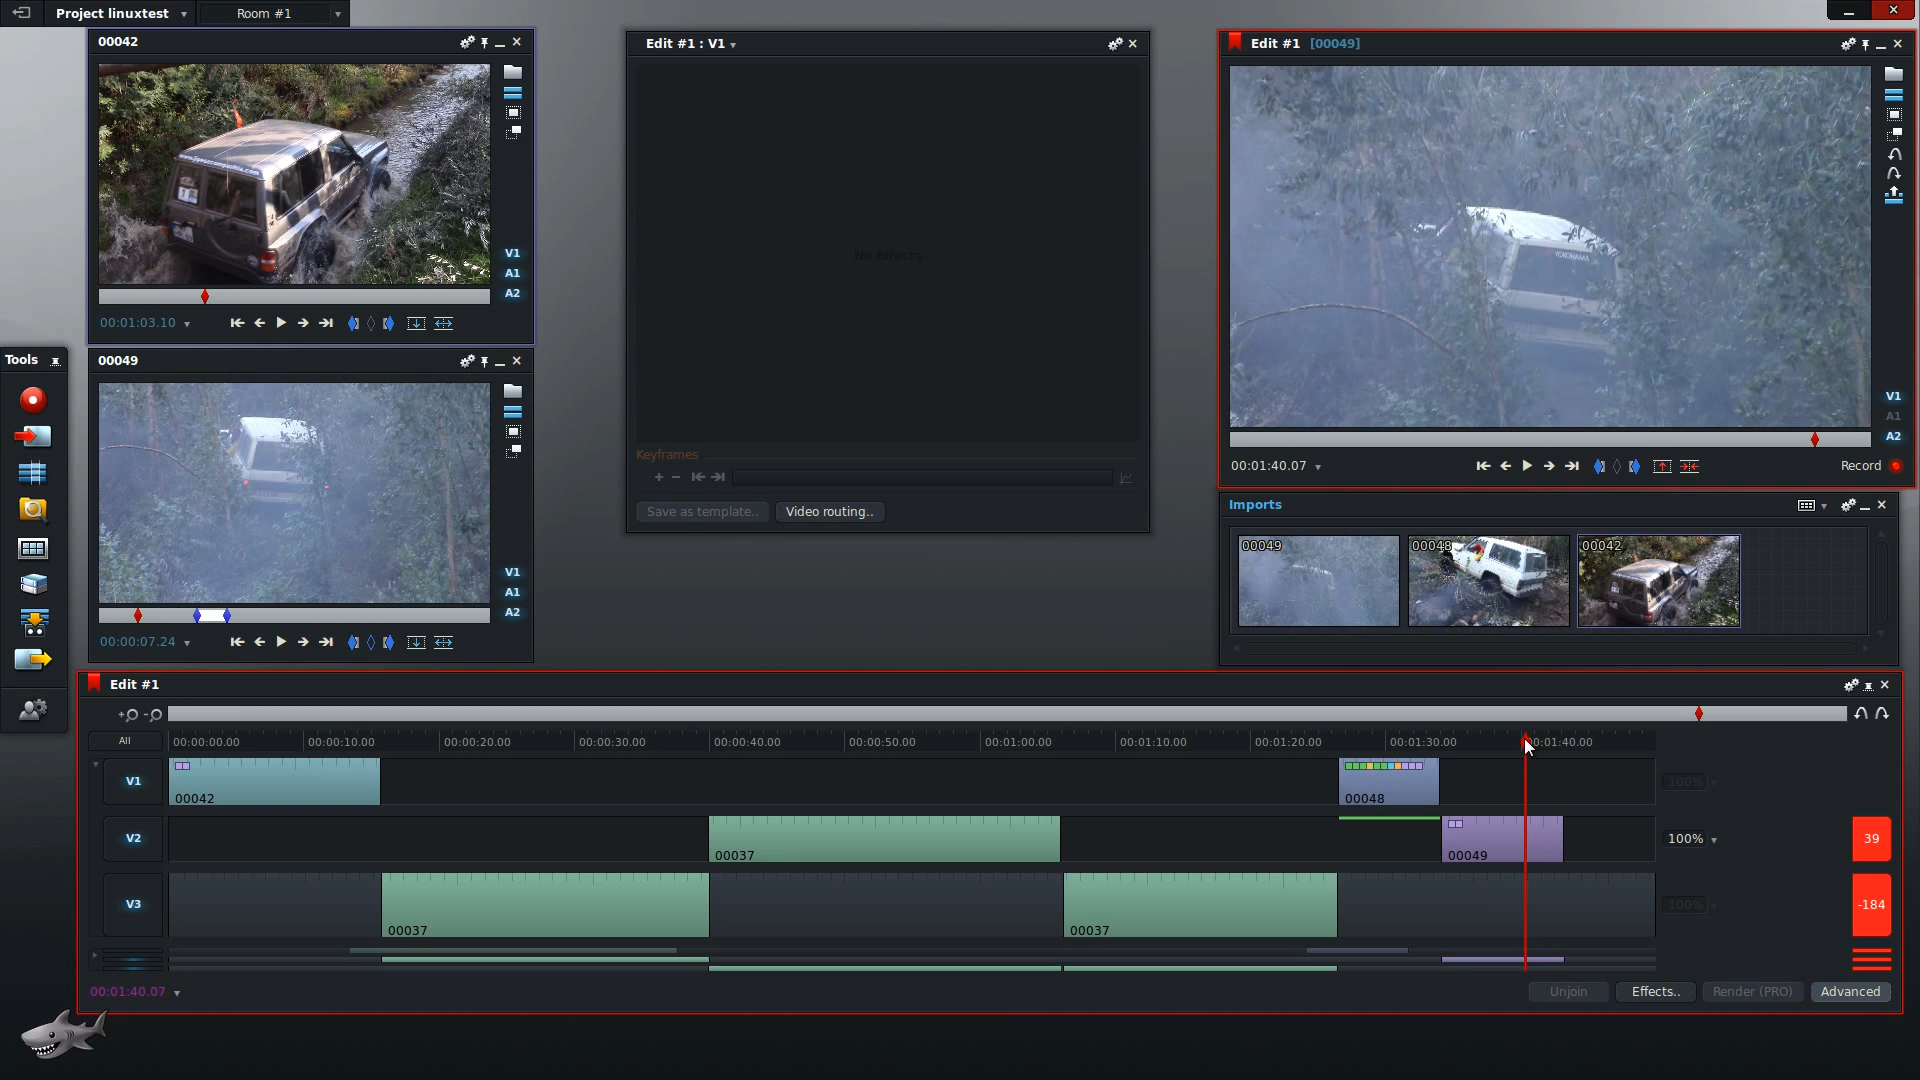 Project linuxtest
Room #1
00042
V1
A1
A2
00:01:03.10
00049
V1
A1
A2
00:00:07.24
Tools
Edit #1 : V1
No Effects
Keyframes
Save as template..
Video routing..
Edit #1 [00049]
YOKOHAMA
V1
A1
A2
00:01:40.07
Record
Imports
00049
00048
00042
Edit #1
All
00:00:00.00
00:00:10.00
00:00:20.00
00:00:30.00
00:00:40.00
00:00:50.00
00:01:00.00
00:01:10.00
00:01:20.00
00:01:30.00
00:01:40.00
V1
00042
00048
100%
V2
00037
00049
100%
39
V3
00037
00037
100%
-184
00:01:40.07
Unjoin
Effects..
Render (PRO)
Advanced